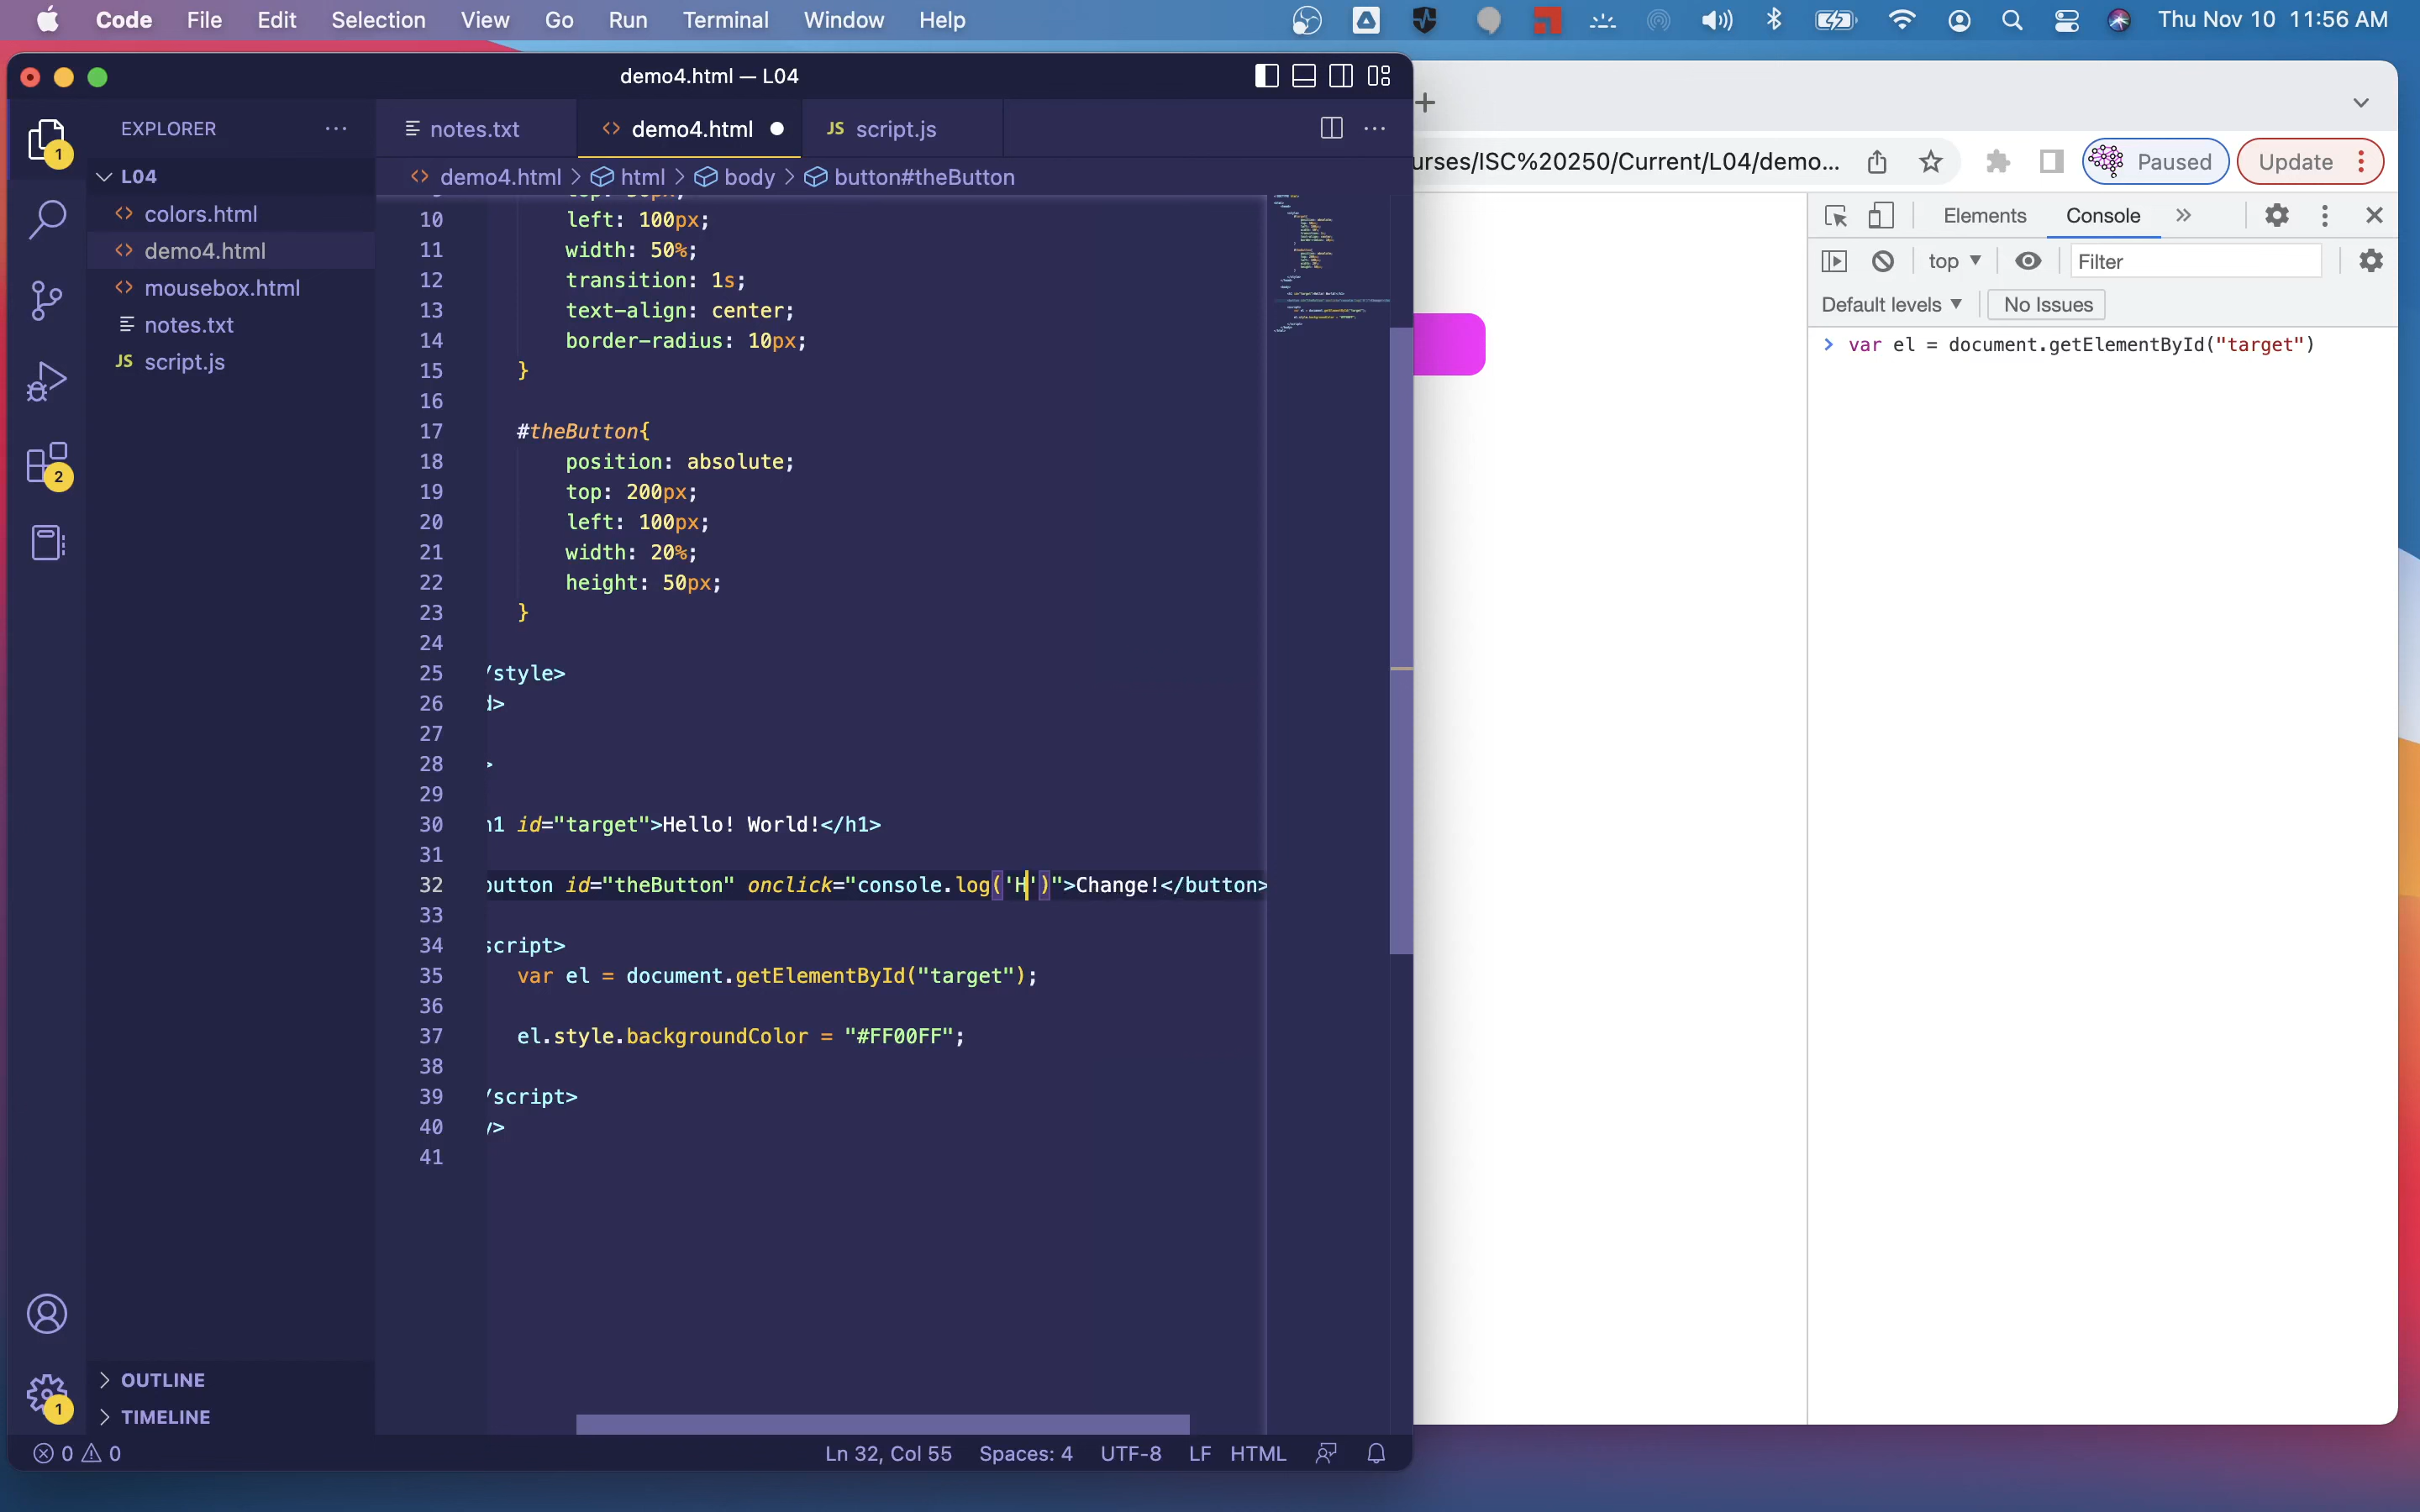 Code File Edit Selection View Go Run Terminal Window Help Thu Nov 10 11:56 AM
demo4.html — L04
EXPLORER
notes.txt
demo4.html
JS script.js
demo4.html > html > body > button#theButton
L04
colors.html
demo4.html
mousebox.html
notes.txt
JS script.js
OUTLINE
TIMELINE
1
2
1
10 left: 100px;
11 width: 50%;
12 transition: 1s;
13 text-align: center;
14 border-radius: 10px;
15 }
16
17 #theButton{
18 position: absolute;
19 top: 200px;
20 left: 100px;
21 width: 20%;
22 height: 50px;
23 }
24
25 /style>
26 d>
27
28 >
29
30 h1 id="target">Hello! World!</h1>
31
32 button id="theButton" onclick="console.log('H')">Change!</button>
33
34 script>
35 var el = document.getElementById("target");
36
37 el.style.backgroundColor = "#FF00FF";
38
39 /script>
40 y>
41
0 0 Ln 32, Col 55 Spaces: 4 UTF-8 LF HTML
urses/ISC%20250/Current/L04/demo... Paused Update
Elements Console »
top Filter
Default levels No Issues
> var el = document.getElementById("target")